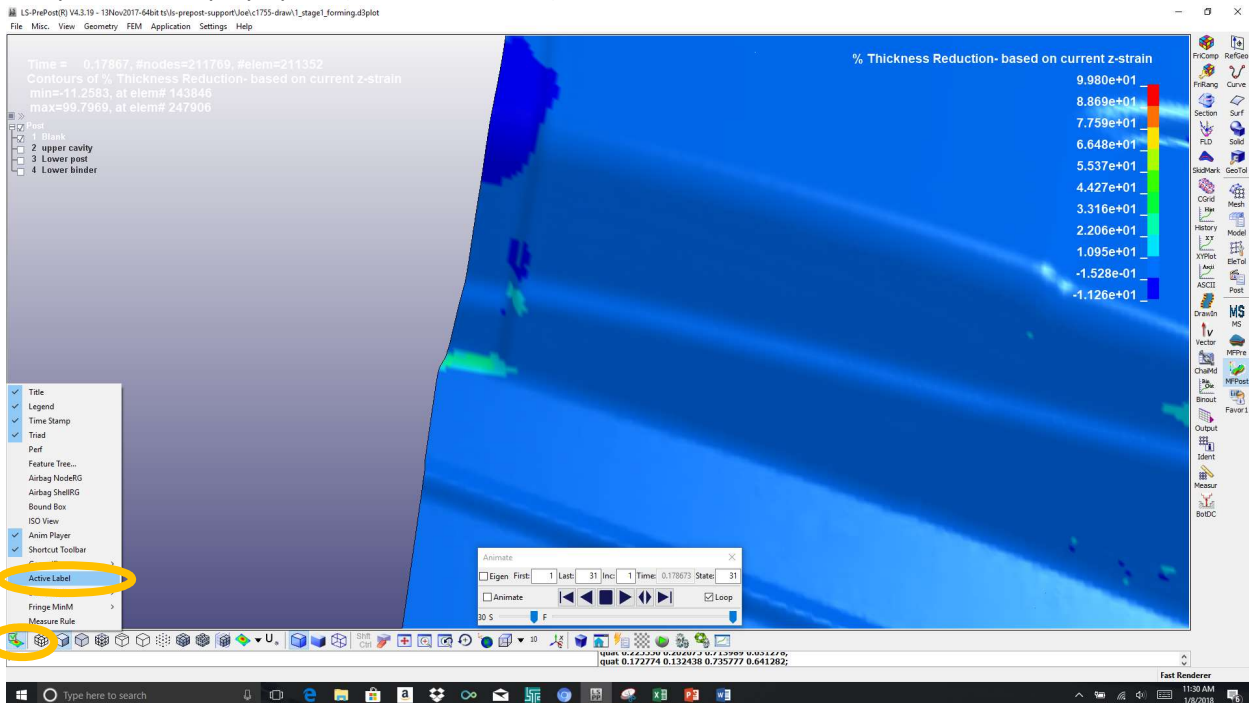 LS-PrePost(R) V4.3.19 - 13Nov2017-64bit ts\ls-prepost-support\Joe\c1755-draw\1_stage1_forming.d3plot
File Misc. View Geometry FEM Application Settings Help
Time = 0.17867, #nodes=211769, #elem=211352
Contours of % Thickness Reduction- based on current z-strain
min=-11.2583, at elem# 143846
max=99.7969, at elem# 247906
Post
1 Blank
2 upper cavity
3 Lower post
4 Lower binder
% Thickness Reduction- based on current z-strain
9.980e+01
8.869e+01
7.759e+01
6.648e+01
5.537e+01
4.427e+01
3.316e+01
2.206e+01
1.095e+01
-1.528e-01
-1.126e+01
FriComp RefGeo
FriRang Curve
Section Surf
FLD Solid
SkidMark GeoTol
CGrid Mesh
History Model
XYPlot EleTol
ASCII Post
DrawIn MS
Vector MFPre
ChaiMd MFPost
Binout Favor1
Output
Ident
Measur
BotDC
Title
Legend
Time Stamp
Triad
Perf
Feature Tree...
Airbag NodeRG
Airbag ShellRG
Bound Box
ISO View
Anim Player
Shortcut Toolbar
Active Label
Fringe MinM
Measure Rule
Animate
Eigen First: 1 Last: 31 Inc: 1 Time: 0.178673 State: 31
Animate Loop
30 S F
Shft
Ctrl
10
quat 0.172774 0.132438 0.735777 0.641282;
Fast Renderer
Type here to search
11:30 AM
1/8/2018